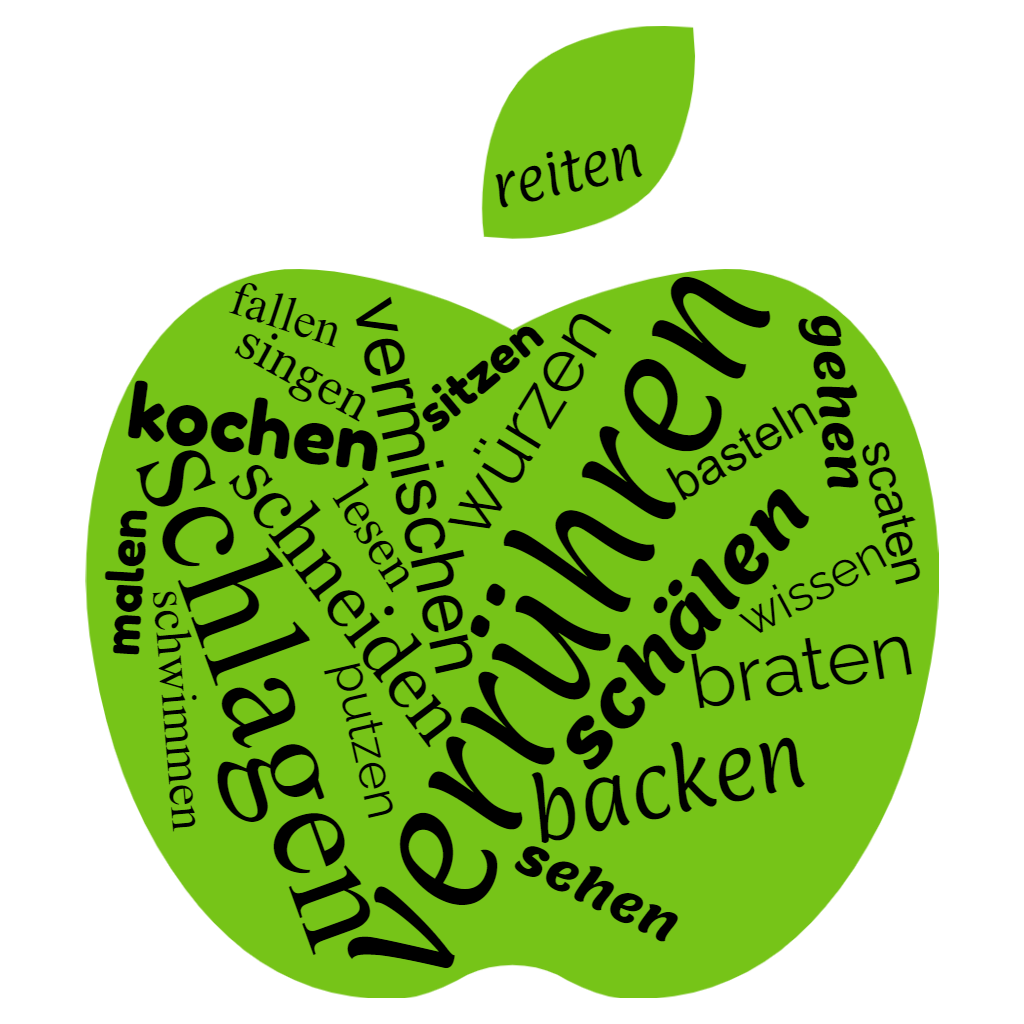 reiten
fallen
singen
vermischen
sitzen
würzen
verrühren
gehen
kochen
basteln
scaten
schlagen
schneiden
lesen
schälen
malen
wissen
schwimmen
putzen
braten
backen
sehen